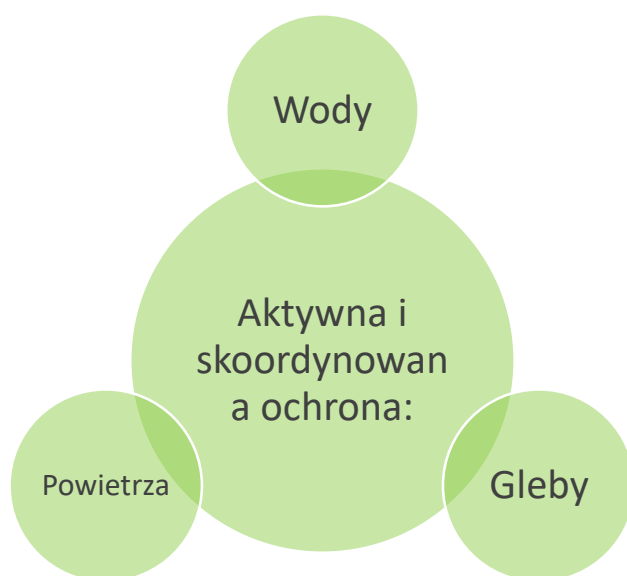 Wody
Aktywna i
skoordynowan
a ochrona:
Powietrza
Gleby